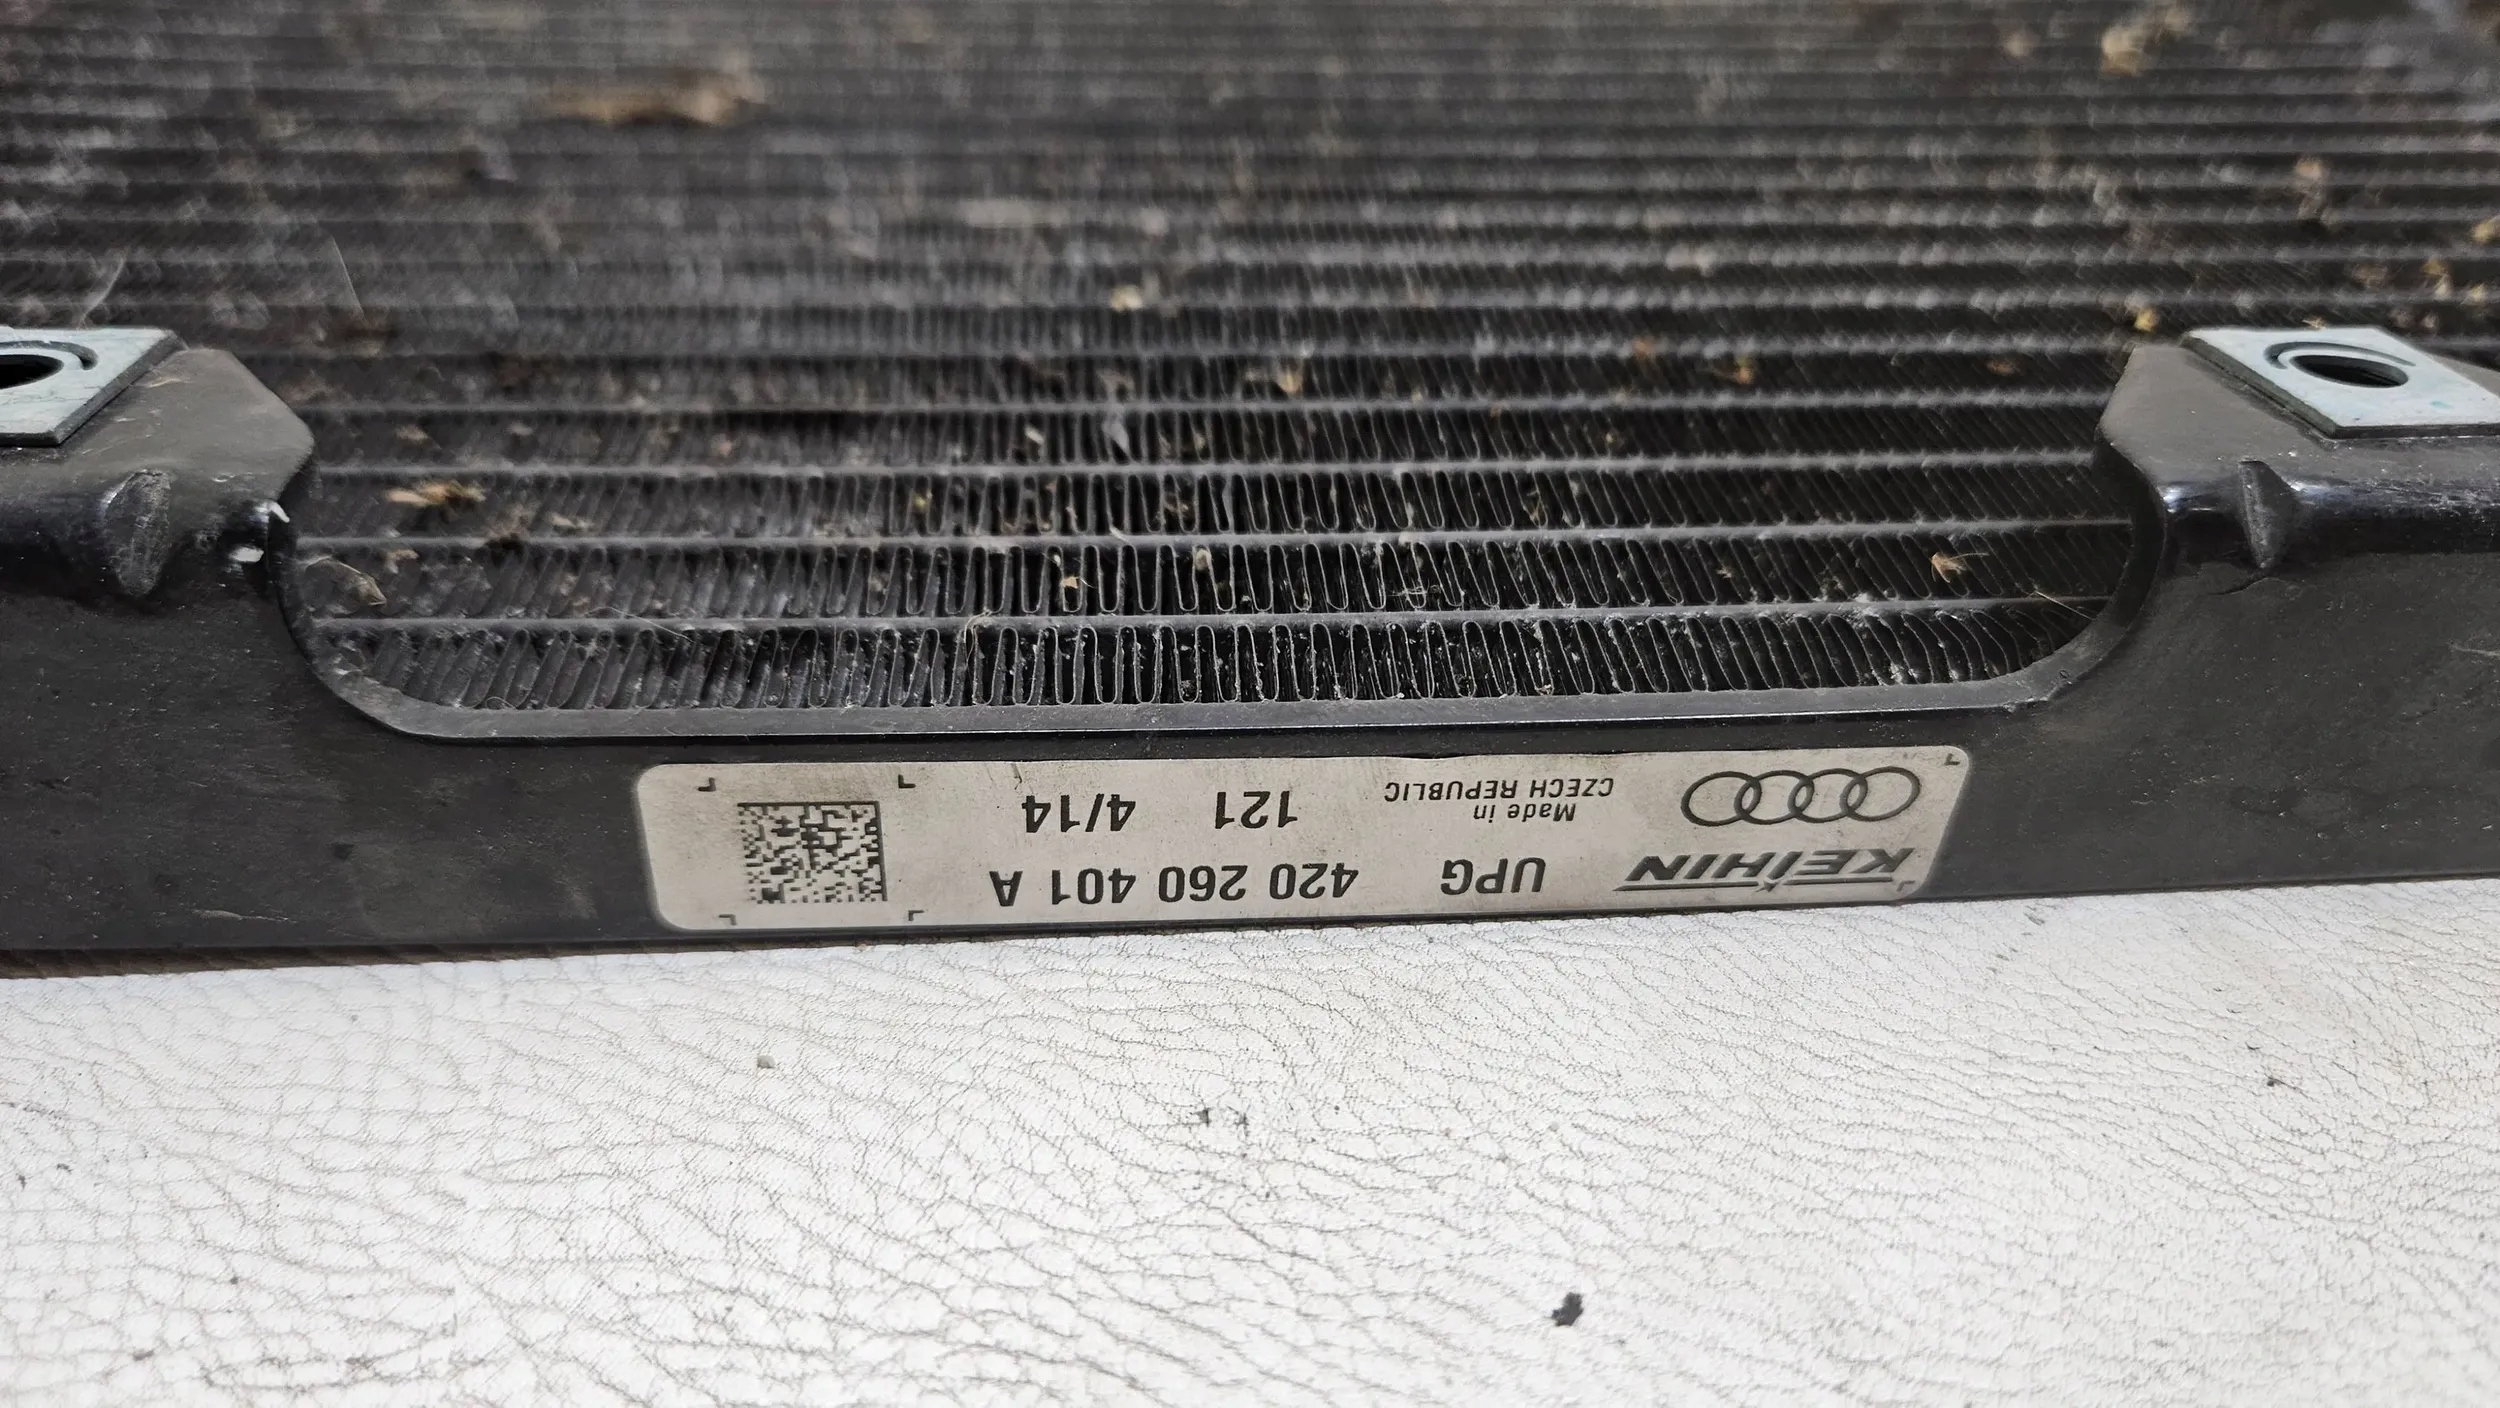 KEIHIN UPG 420 260 401 A
Made in
CZECH REPUBLIC 121 4/14